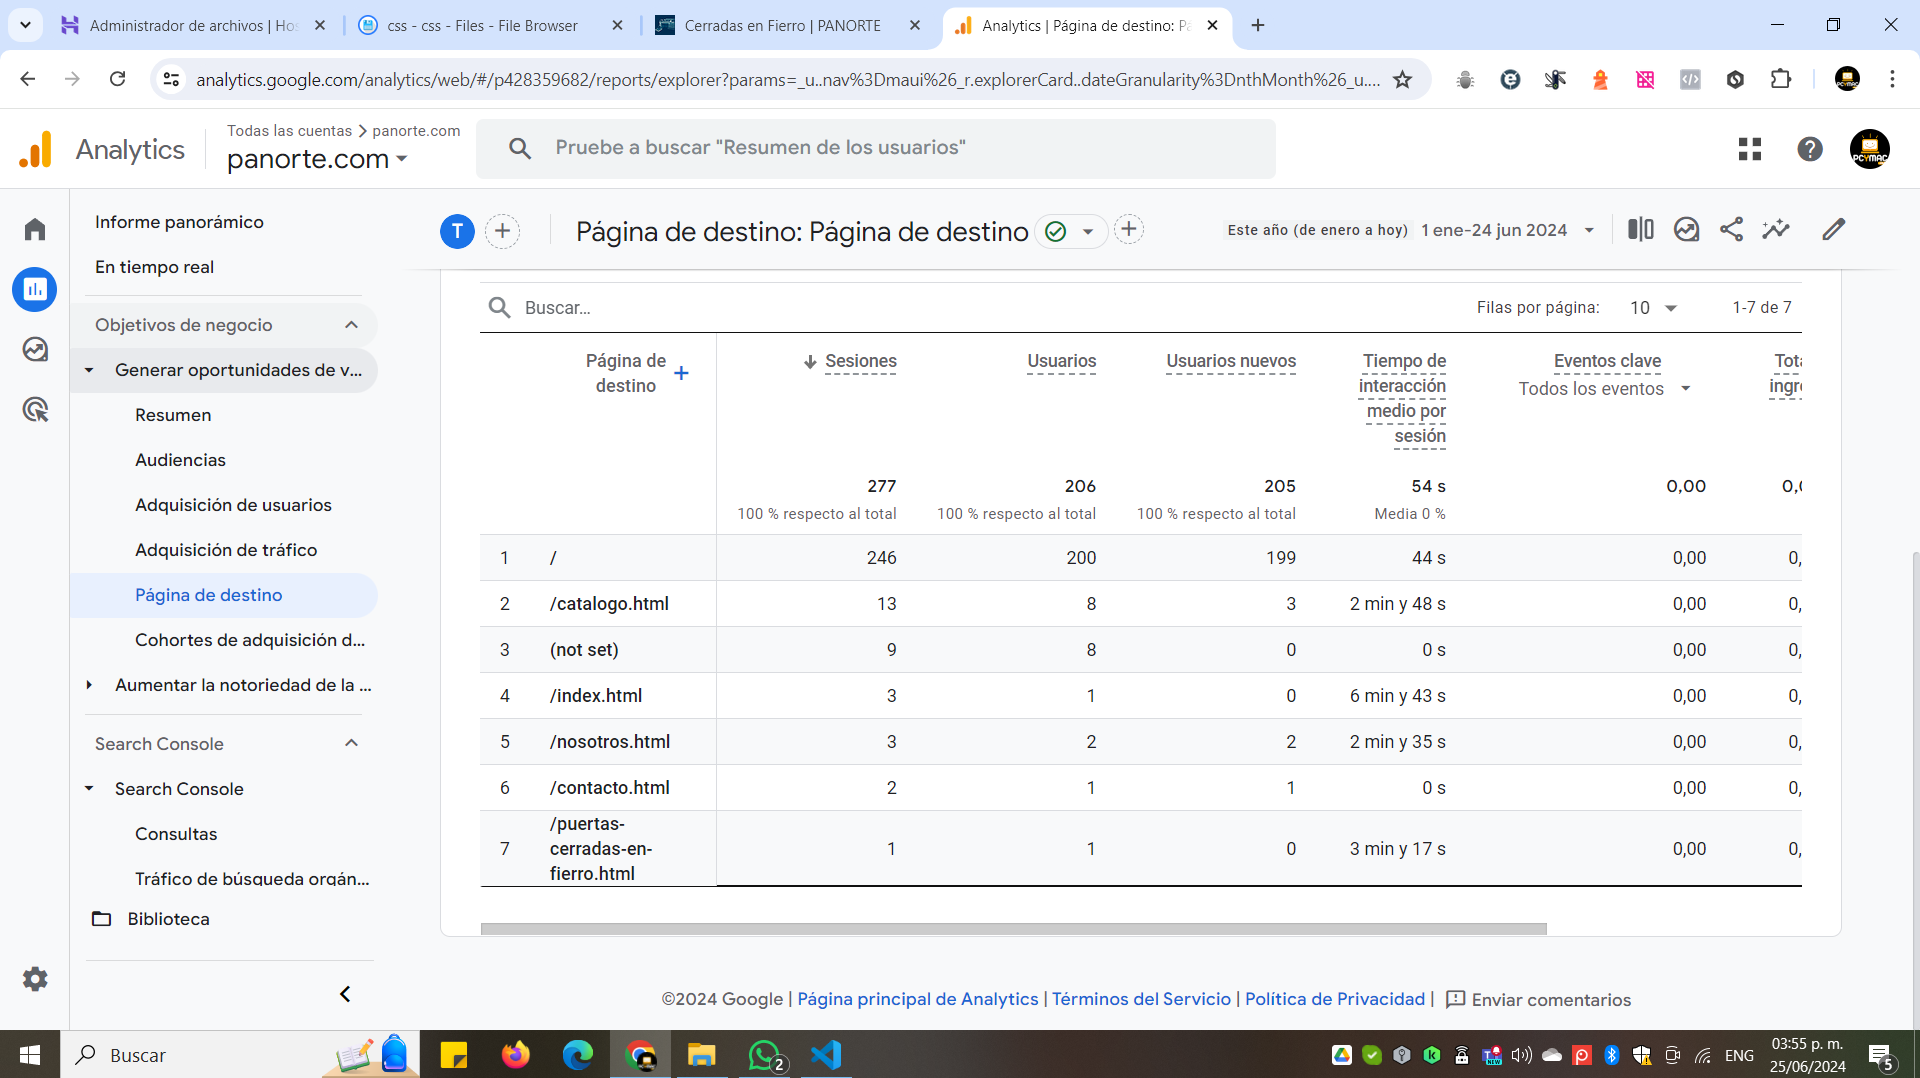 Administrador de archivos | Hos
css - css - Files - File Browser
Cerradas en Fierro | PANORTE
Analytics | Página de destino: Pa
analytics.google.com/analytics/web/#/p428359682/reports/explorer?params=_u..nav%3Dmaui%26_r.explorerCard..dateGranularity%3DnthMonth%26_u....
Analytics
Todas las cuentas > panorte.com
panorte.com
Pruebe a buscar "Resumen de los usuarios"
PCYMAC
Informe panorámico
En tiempo real
Objetivos de negocio
Generar oportunidades de v...
Resumen
Audiencias
Adquisición de usuarios
Adquisición de tráfico
Página de destino
Cohortes de adquisición d...
Aumentar la notoriedad de la ...
Search Console
Search Console
Consultas
Tráfico de búsqueda orgán...
Biblioteca
T
Página de destino: Página de destino
Este año (de enero a hoy) 1 ene-24 jun 2024
Buscar...
Filas por página: 10 1-7 de 7
Página de destino
Sesiones
Usuarios
Usuarios nuevos
Tiempo de interacción medio por sesión
Eventos clave
Todos los eventos
Tota
ingre
277 206 205 54 s 0,00 0,0
100 % respecto al total 100 % respecto al total 100 % respecto al total Media 0 %
1 / 246 200 199 44 s 0,00 0,
2 /catalogo.html 13 8 3 2 min y 48 s 0,00 0,
3 (not set) 9 8 0 0 s 0,00 0,
4 /index.html 3 1 0 6 min y 43 s 0,00 0,
5 /nosotros.html 3 2 2 2 min y 35 s 0,00 0,
6 /contacto.html 2 1 1 0 s 0,00 0,
7 /puertas-cerradas-en-fierro.html 1 1 0 3 min y 17 s 0,00 0,
©2024 Google | Página principal de Analytics | Términos del Servicio | Política de Privacidad | Enviar comentarios
Buscar
2
ENG
03:55 p. m.
25/06/2024
5